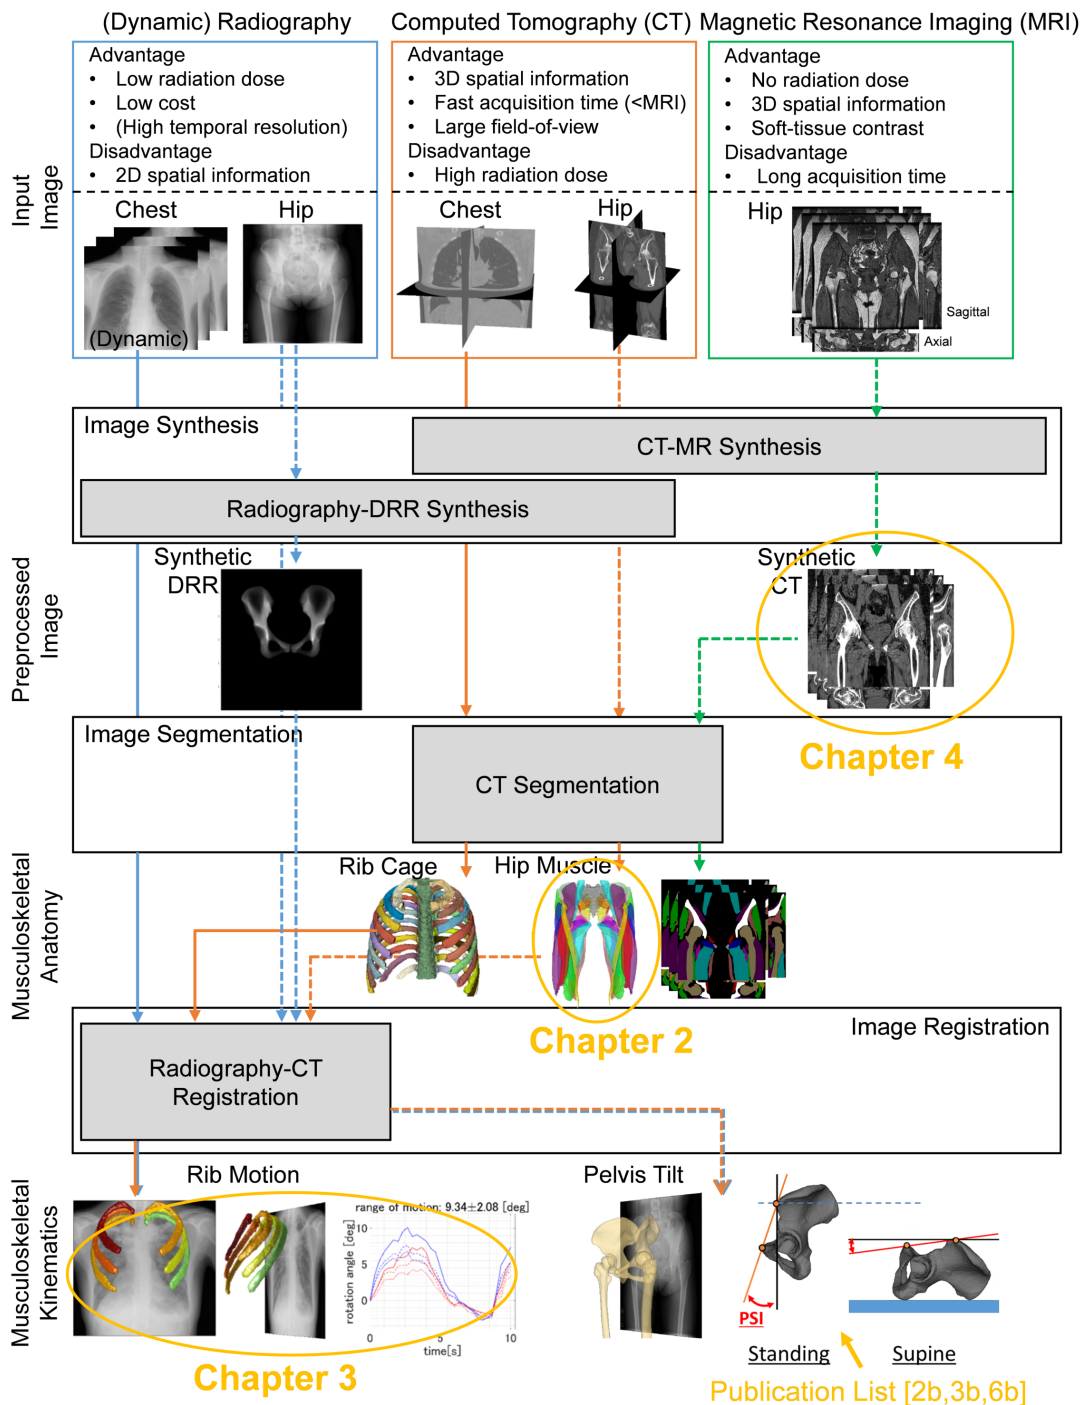 (Dynamic) Radiography
Computed Tomography (CT)
Magnetic Resonance Imaging (MRI)
Advantage
• Low radiation dose
• Low cost
• (High temporal resolution)
Disadvantage
• 2D spatial information
Advantage
• 3D spatial information
• Fast acquisition time (<MRI)
• Large field-of-view
Disadvantage
• High radiation dose
Advantage
• No radiation dose
• 3D spatial information
• Soft-tissue contrast
Disadvantage
• Long acquisition time
Input
Image
Chest
Hip
(Dynamic)
Chest
Hip
Hip
Sagittal
Axial
Image Synthesis
CT-MR Synthesis
Radiography-DRR Synthesis
Preprocessed
Image
Synthetic
DRR
Synthetic
CT
Chapter 4
Image Segmentation
CT Segmentation
Musculoskeletal
Anatomy
Rib Cage
Hip Muscle
Chapter 2
Image Registration
Radiography-CT
Registration
Musculoskeletal
Kinematics
Rib Motion
range of motion: 9.34±2.08 [deg]
rotation angle [deg]
10
5
0
0
5
10
time[s]
Chapter 3
Pelvis Tilt
PSI
Standing
Supine
Publication List [2b,3b,6b]